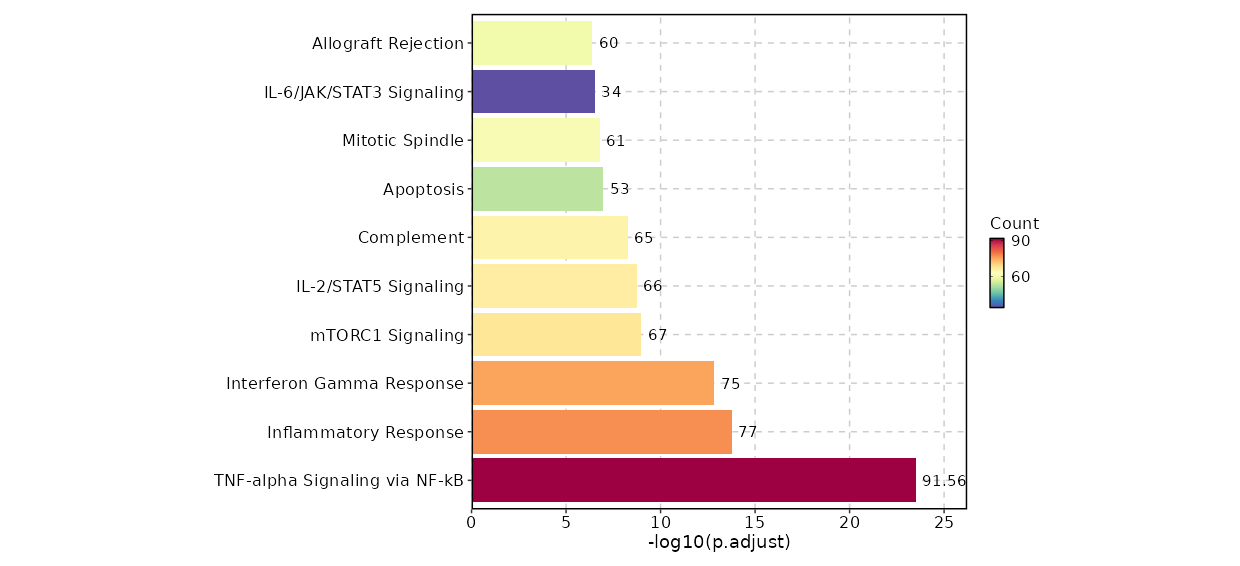 Allograft Rejection 60
IL-6/JAK/STAT3 Signaling 34
Mitotic Spindle 61
Apoptosis 53
Complement 65
IL-2/STAT5 Signaling 66
mTORC1 Signaling 67
Interferon Gamma Response 75
Inflammatory Response 77
TNF-alpha Signaling via NF-kB 91.56
0 5 10 15 20 25
-log10(p.adjust)
Count
90
60